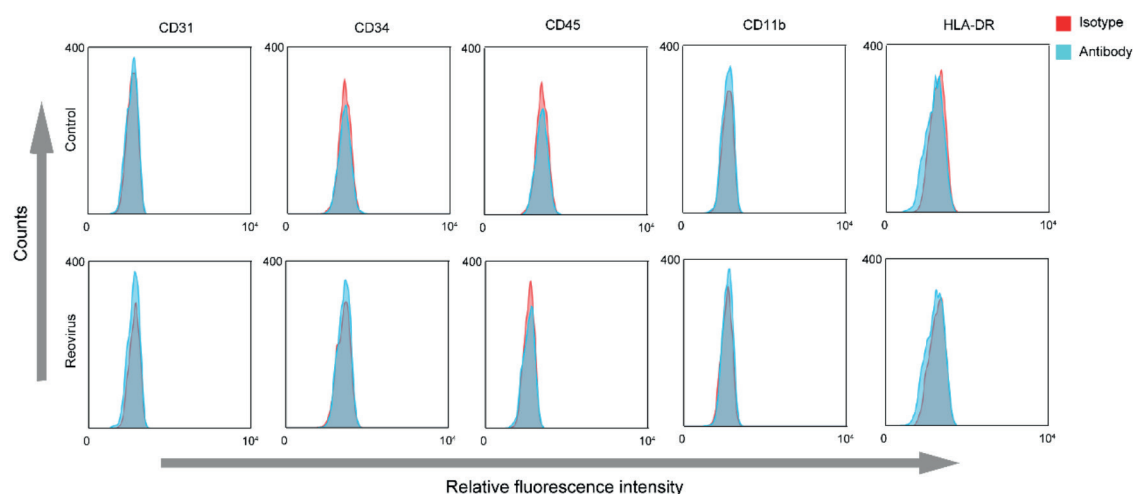 CD31 CD34 CD45 CD11b HLA-DR
Isotype
Antibody
Control
400 400 400 400 400
0 10⁴ 0 10⁴ 0 10⁴ 0 10⁴ 0 10⁴
Counts
Reovirus
400 400 400 400 400
0 10⁴ 0 10⁴ 0 10⁴ 0 10⁴ 0 10⁴
Relative fluorescence intensity